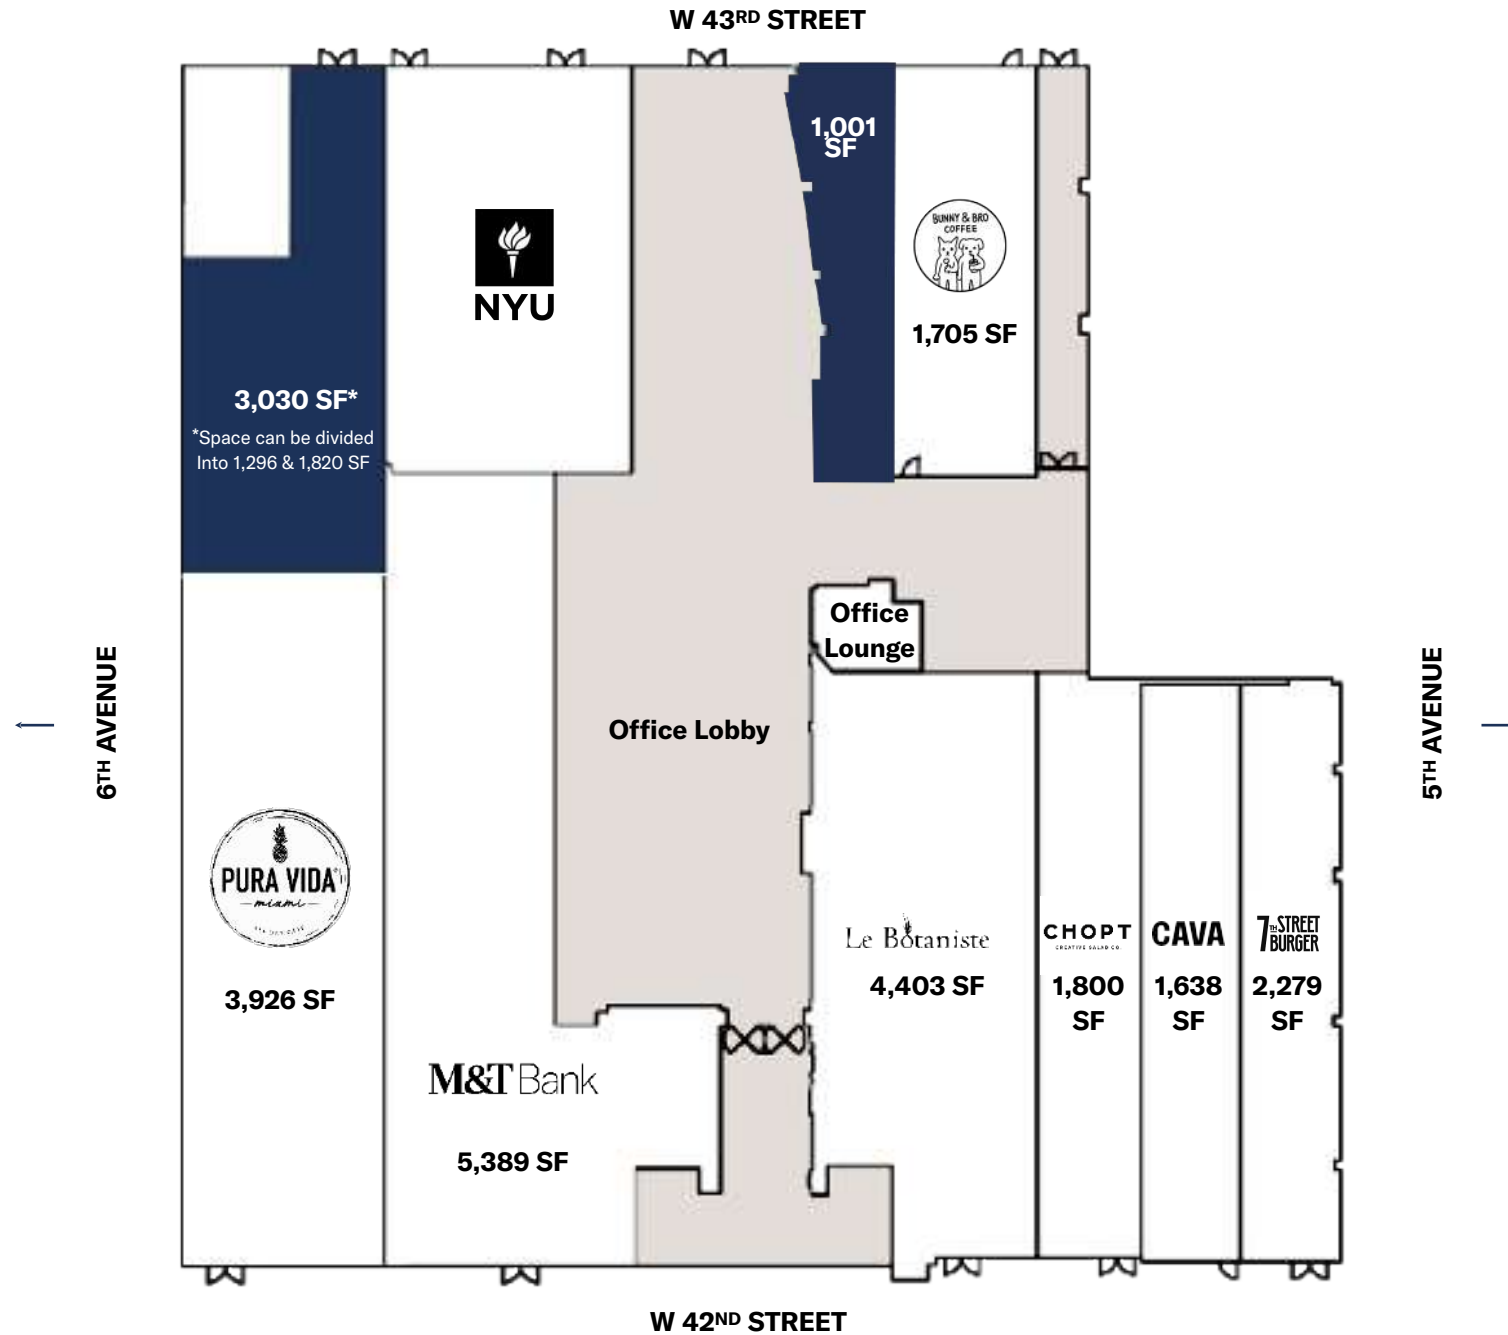 W 43RD STREET
1,001
SF
BUNNY & BRO
COFFEE
NYU
1,705 SF
3,030 SF*
*Space can be divided
Into 1,296 & 1,820 SF
Office
Lounge
6TH AVENUE
5TH AVENUE
Office Lobby
PURA VIDA
miami
3,926 SF
Le Botaniste
4,403 SF
CHOPT
CREATIVE SALAD CO.
1,800
SF
CAVA
1,638
SF
7TH STREET
BURGER
2,279
SF
M&T Bank
5,389 SF
W 42ND STREET